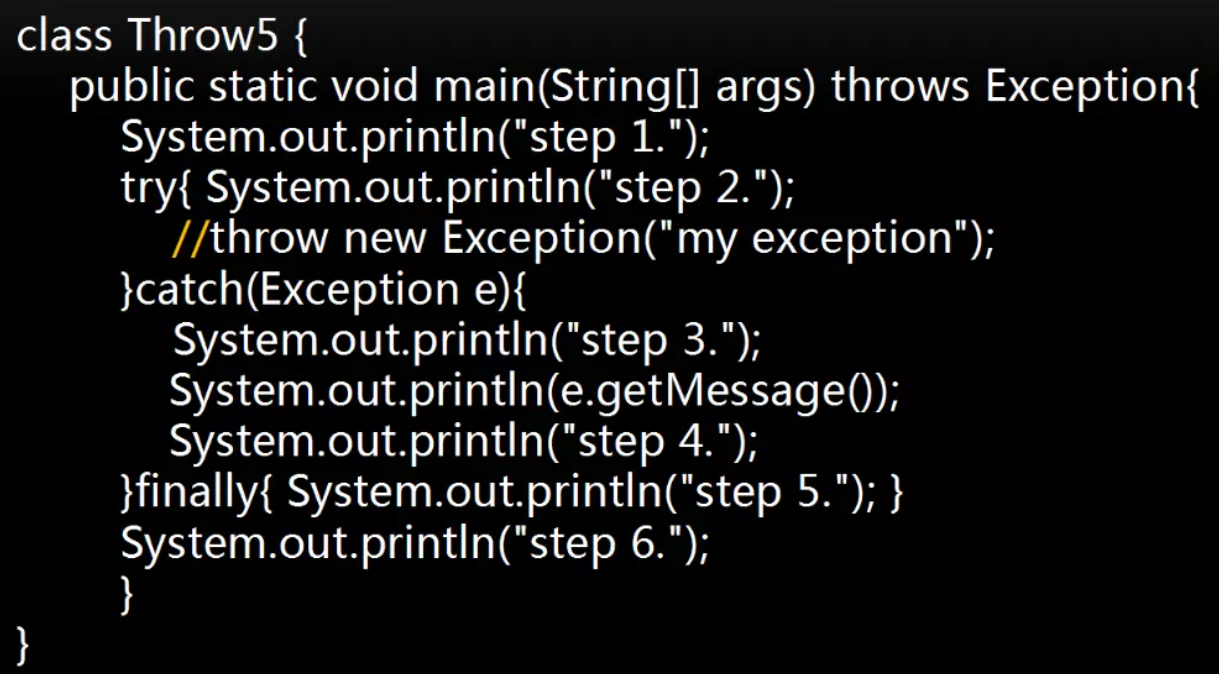 class Throw5 {
public static void main(String[] args) throws Exception{
System.out.println("step 1.");
try{ System.out.println("step 2.");
//throw new Exception("my exception");
}catch(Exception e){
System.out.println("step 3.");
System.out.println(e.getMessage());
System.out.println("step 4.");
}finally{ System.out.println("step 5."); }
System.out.println("step 6.");
}
}